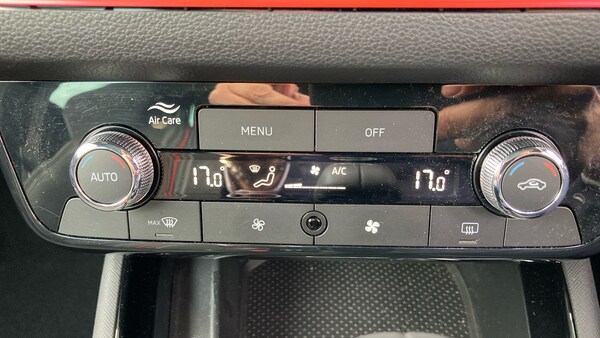 Air Care
MENU
OFF
AUTO
17.0°
A/C
17.0°
MAX